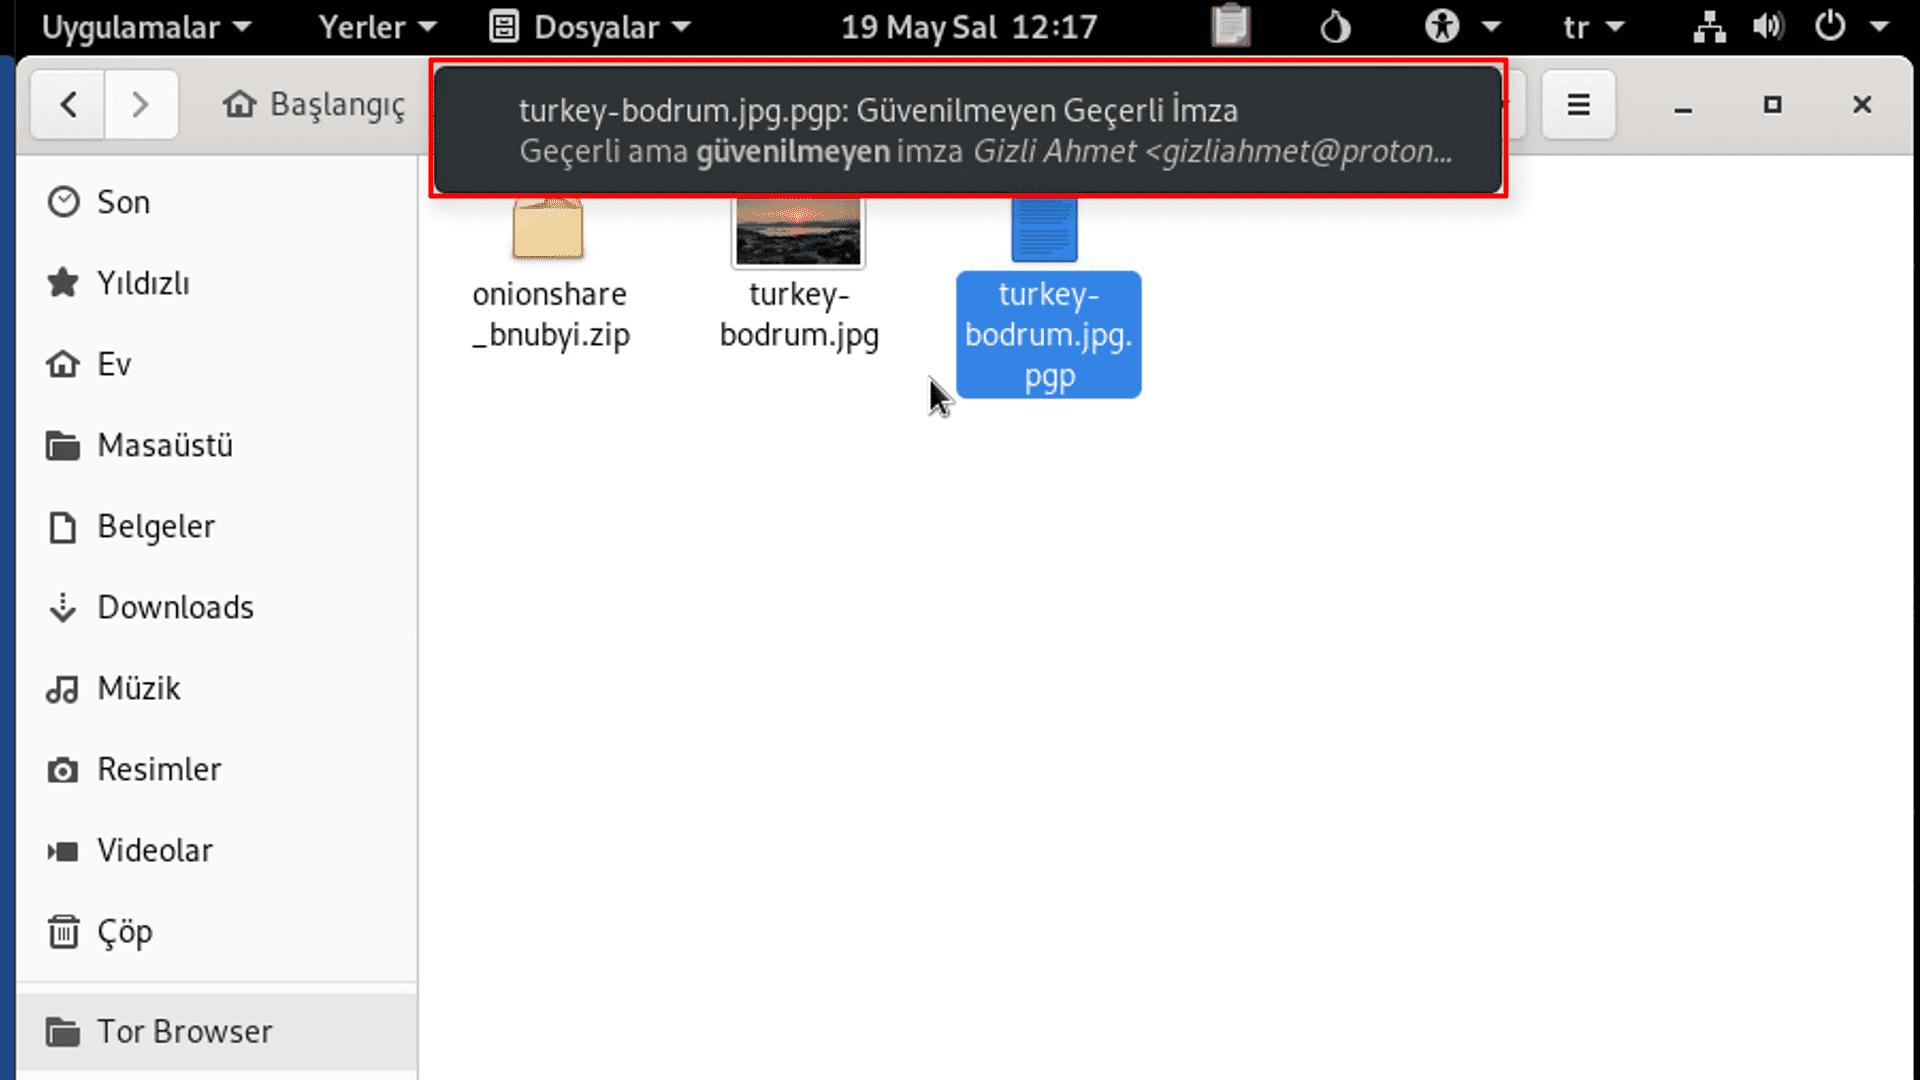 Uygulamalar
Yerler
Dosyalar
19 May Sal 12:17
tr
Başlangıç
turkey-bodrum.jpg.pgp: Güvenilmeyen Geçerli İmza
Geçerli ama güvenilmeyen imza Gizli Ahmet <gizliahmet@proton...
Son
Yıldızlı
Ev
Masaüstü
Belgeler
Downloads
Müzik
Resimler
Videolar
Çöp
Tor Browser
onionshare
_bnubyi.zip
turkey-
bodrum.jpg
turkey-
bodrum.jpg.
pgp